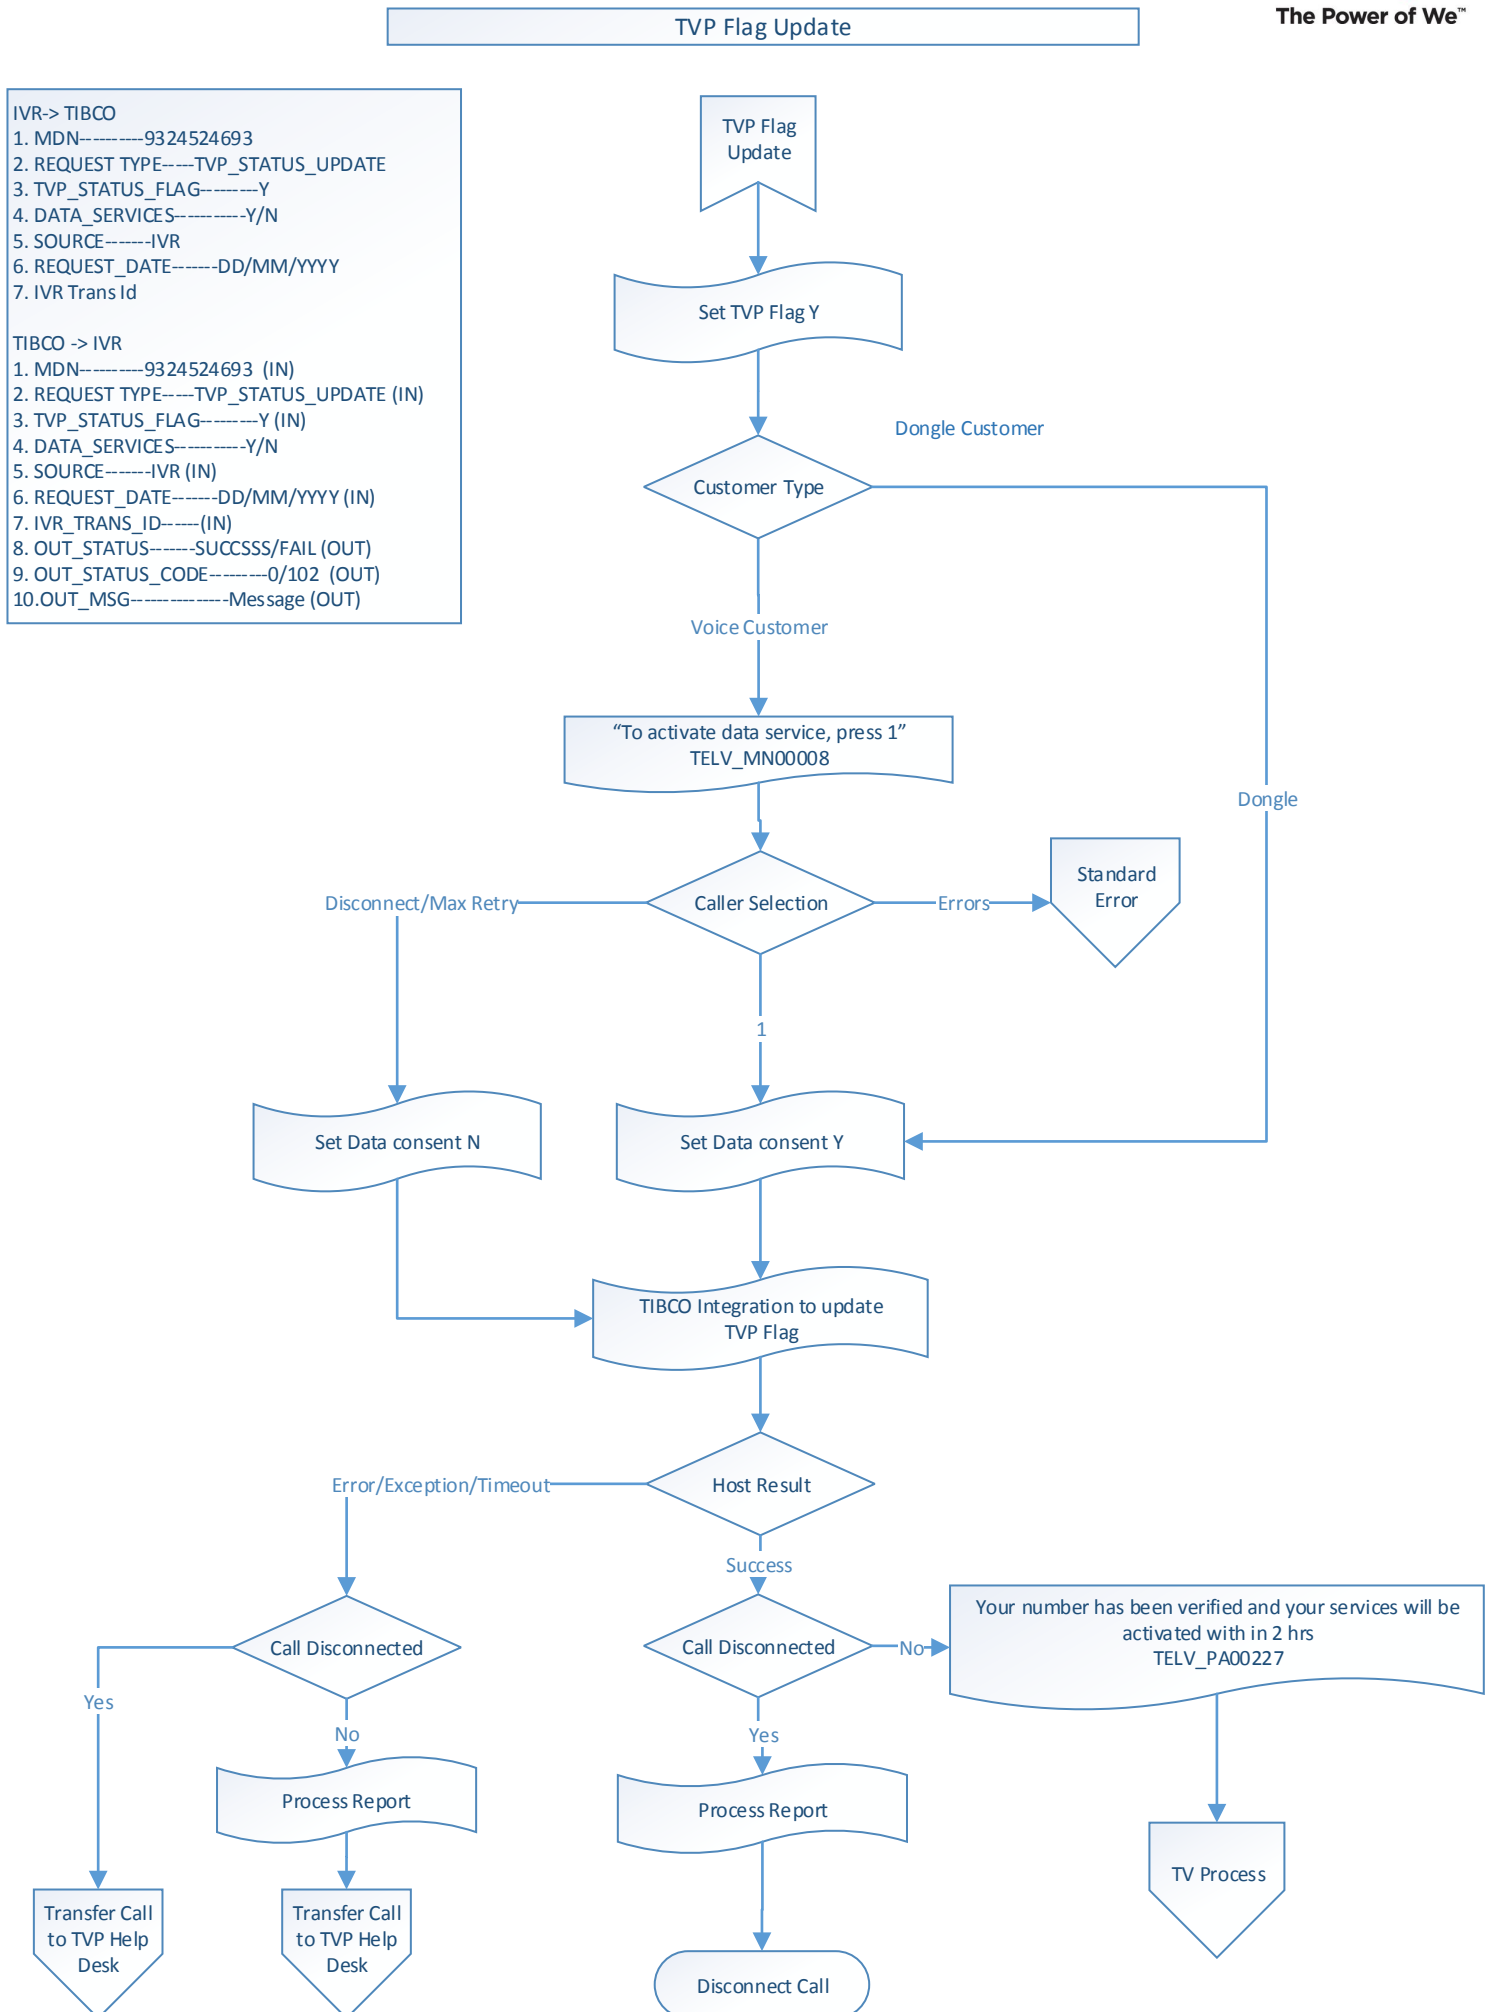 The Power of We™
TVP Flag Update
IVR-> TIBCO
1. MDN----------9324524693
2. REQUEST TYPE-----TVP_STATUS_UPDATE
3. TVP_STATUS_FLAG---------Y
4. DATA_SERVICES-----------Y/N
5. SOURCE-------IVR
6. REQUEST_DATE-------DD/MM/YYYY
7. IVR Trans Id
TIBCO -> IVR
1. MDN----------9324524693 (IN)
2. REQUEST TYPE-----TVP_STATUS_UPDATE (IN)
3. TVP_STATUS_FLAG---------Y (IN)
4. DATA_SERVICES-----------Y/N
5. SOURCE-------IVR (IN)
6. REQUEST_DATE-------DD/MM/YYYY (IN)
7. IVR_TRANS_ID------(IN)
8. OUT_STATUS-------SUCCSSS/FAIL (OUT)
9. OUT_STATUS_CODE---------0/102 (OUT)
10.OUT_MSG---------------Message (OUT)
TVP Flag
Update
Set TVP Flag Y
Dongle Customer
Customer Type
Voice Customer
“To activate data service, press 1”
TELV_MN00008
Dongle
Disconnect/Max Retry
Caller Selection
Errors
Standard
Error
1
Set Data consent N
Set Data consent Y
TIBCO Integration to update
TVP Flag
Error/Exception/Timeout
Host Result
Success
Call Disconnected
Call Disconnected
No
Your number has been verified and your services will be
activated with in 2 hrs
TELV_PA00227
Yes
No
Yes
Process Report
Process Report
TV Process
Transfer Call
to TVP Help
Desk
Transfer Call
to TVP Help
Desk
Disconnect Call